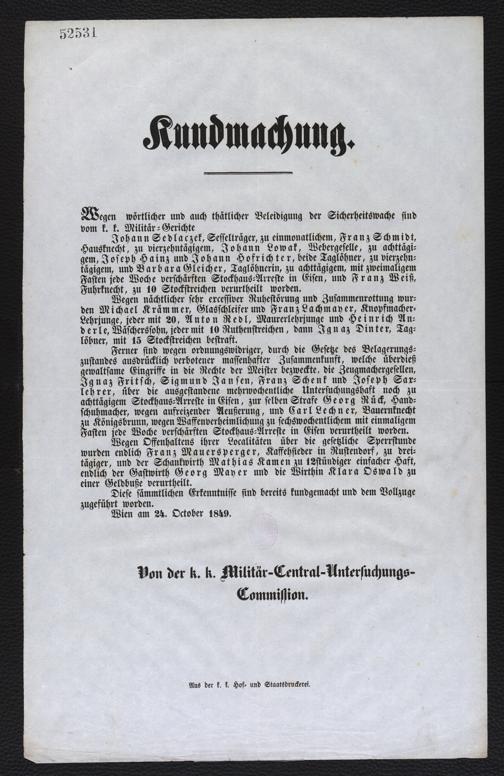 52531
Kundmachung.
Wegen wörtlicher und auch thätlicher Beleidigung der Sicherheitswache sind
vom k. k. Militär-Gerichte
Johann Sedlaczek, Sesselträger, zu einmonatlichem, Franz Schmidt,
Hausknecht, zu vierzehntägigem, Johann Lowak, Webergeselle, zu achttägi-
gem, Joseph Hainz und Johann Hofrichter, beide Taglöhner, zu vierzehn-
tägigem, und Barbara Gleicher, Taglöhnerin, zu achttägigem, mit zweimaligem
Fasten jede Woche verschärften Stockhaus-Arreste in Eisen, und Franz Weiß,
Fuhrknecht, zu 10 Stockstreichen verurtheilt worden.
Wegen nächtlicher sehr excessiver Ruhestörung und Zusammenrottung wur-
den Michael Krämmer, Glasschleifer und Franz Lachmayer, Knopfmacher-
Lehrjunge, jeder mit 20, Anton Redl, Maurerlehrjunge und Heinrich An-
derle, Wäscherssohn, jeder mit 10 Ruthenstreichen, dann Ignaz Dinter, Tag-
löhner, mit 15 Stockstreichen bestraft.
Ferner sind wegen ordnungswidriger, durch die Gesetze des Belagerungs-
zustandes ausdrücklich verbotener massenhafter Zusammenkunft, welche überdieß
gewaltsame Eingriffe in die Rechte der Meister bezweckte, die Zeugmachergesellen,
Ignaz Fritsch, Sigmund Jansen, Franz Schenk und Joseph Sax-
lehrer, über die ausgestandene mehrwochentliche Untersuchungshaft noch zu
achttägigem Stockhaus-Arreste in Eisen, zur selben Strafe Georg Rück, Hand-
schuhmacher, wegen aufreizender Aeußerung, und Carl Lechner, Bauernknecht
zu Königsbrunn, wegen Waffenverheimlichung zu sechswochentlichem mit einmaligem
Fasten jede Woche verschärften Stockhaus-Arreste in Eisen verurtheilt worden.
Wegen Offenhaltens ihrer Localitäten über die gesetzliche Sperrstunde
wurden endlich Franz Mauersperger, Kaffehsieder in Rustendorf, zu drei-
tägiger, und der Schankwirth Mathias Kamen zu 12stündiger einfacher Haft,
endlich der Gastwirth Georg Mayer und die Wirthin Klara Oswald zu
einer Geldbuße verurtheilt.
Diese sämmtlichen Erkenntnisse sind bereits kundgemacht und dem Vollzuge
zugeführt worden.
Wien am 24. October 1849.
Von der k. k. Militär-Central-Untersuchungs-
Commission.
Aus der k. k. Hof- und Staatsdruckerei.